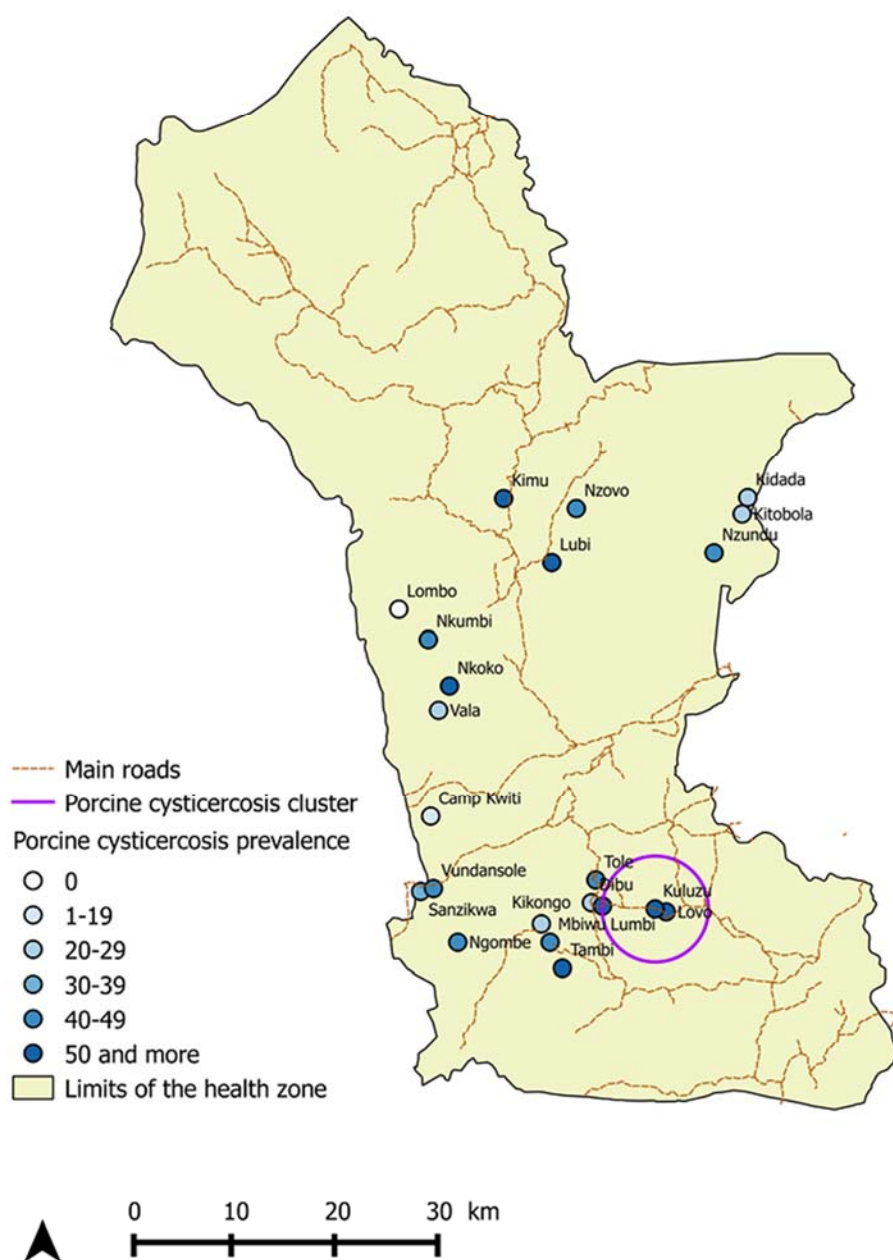 Kimu
Nzovo
Kidada
Kitobola
Nzundu
Lubi
Lombo
Nkumbi
Nkoko
Vala
Main roads
Porcine cysticercosis cluster
Porcine cysticercosis prevalence
0
1-19
20-29
30-39
40-49
50 and more
Limits of the health zone
Camp Kwiti
Vundansole
Sanzikwa
Ngombe
Tole
Dibu
Kikongo
Kuluzu
Lovo
Mbiwu Lumbi
Tambi
0 10 20 30 km